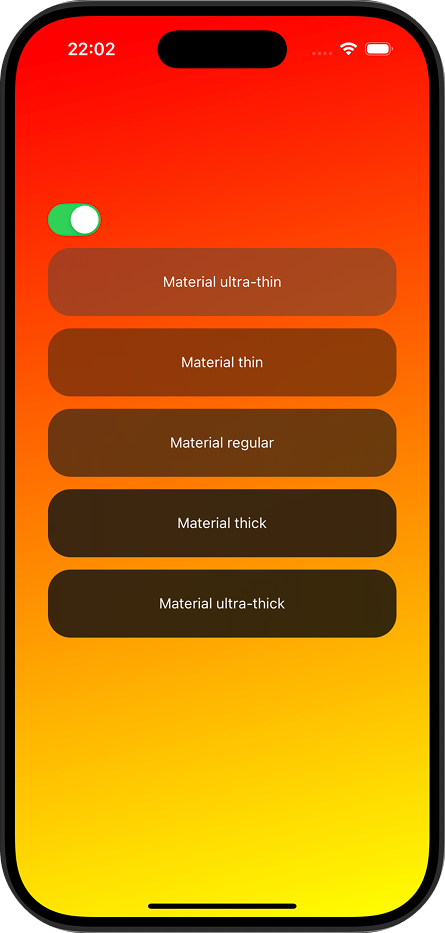 22:02
Material ultra-thin
Material thin
Material regular
Material thick
Material ultra-thick